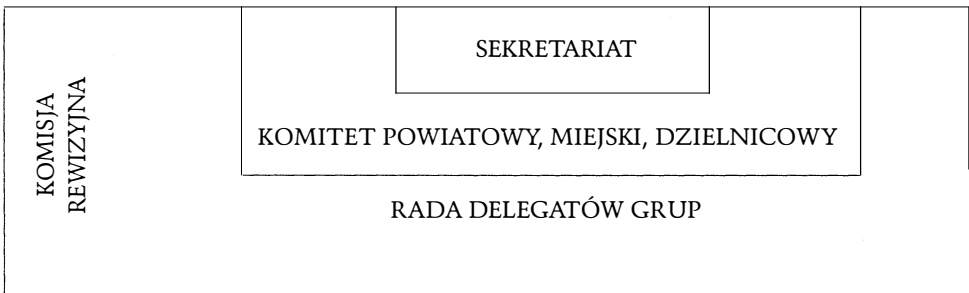 SEKRETARIAT
KOMISJA
REWIZYJNA
KOMITET POWIATOWY, MIEJSKI, DZIELNICOWY
RADA DELEGATÓW GRUP